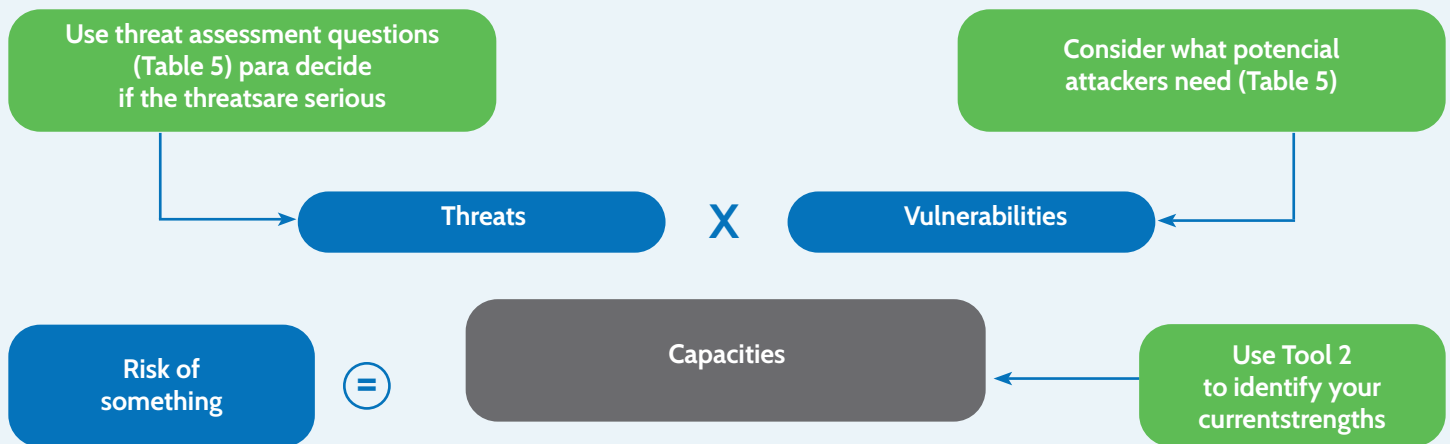 Use threat assessment questions
(Table 5) para decide
if the threatsare serious
Consider what potencial
attackers need (Table 5)
Threats
X
Vulnerabilities
Risk of
something
=
Capacities
Use Tool 2
to identify your
currentstrengths